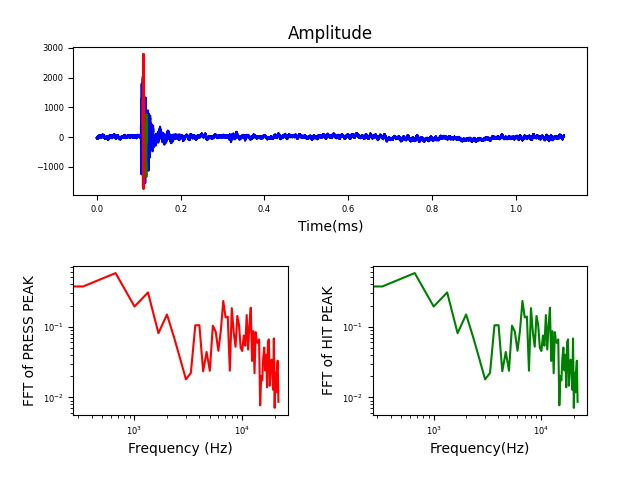 Amplitude
3000
2000
1000
0
−1000
0.0 0.2 0.4 0.6 0.8 1.0
Time(ms)
FFT of PRESS PEAK
10⁻¹
10⁻²
10³ 10⁴
Frequency (Hz)
FFT of HIT PEAK
10⁻¹
10⁻²
10³ 10⁴
Frequency(Hz)